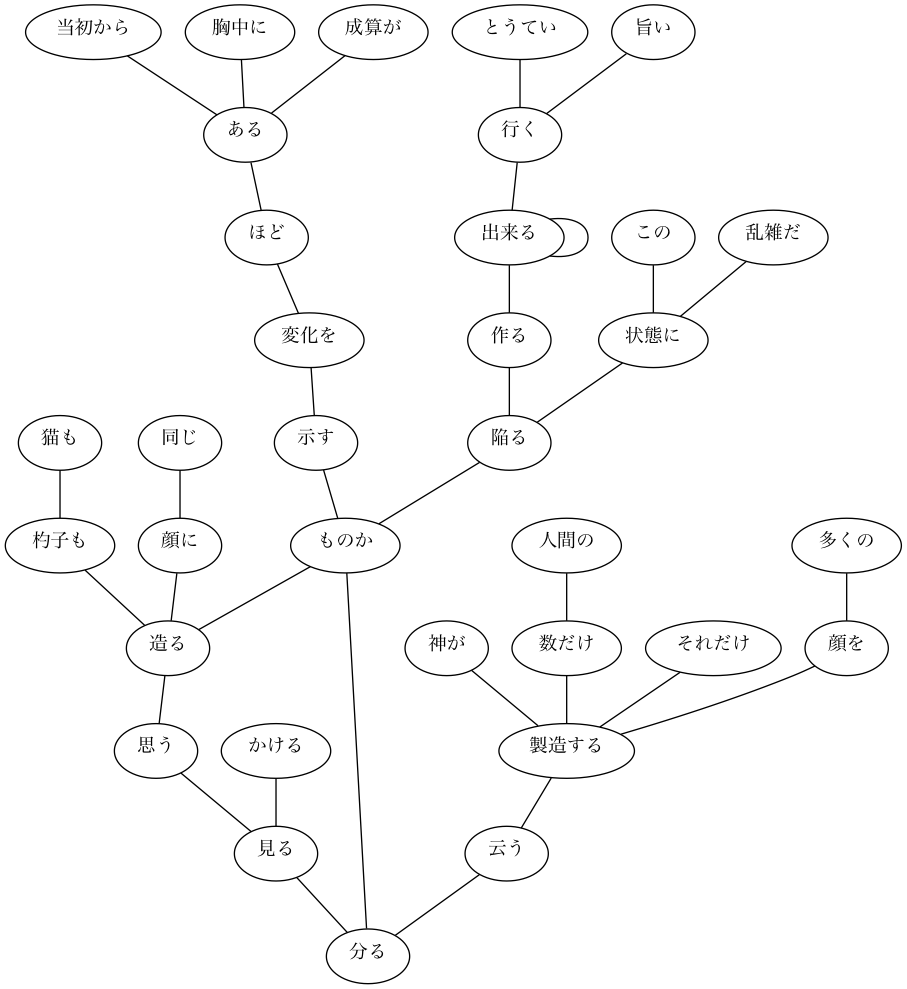 当初から 胸中に 成算が とうてい 旨い
ある 行く
ほど 出来る この 乱雑だ
変化を 作る 状態に
猫も 同じ 示す 陥る
杓子も 顔に ものか 人間の 多くの
造る 神が 数だけ それだけ 顔を
思う かける 製造する
見る 云う
分る